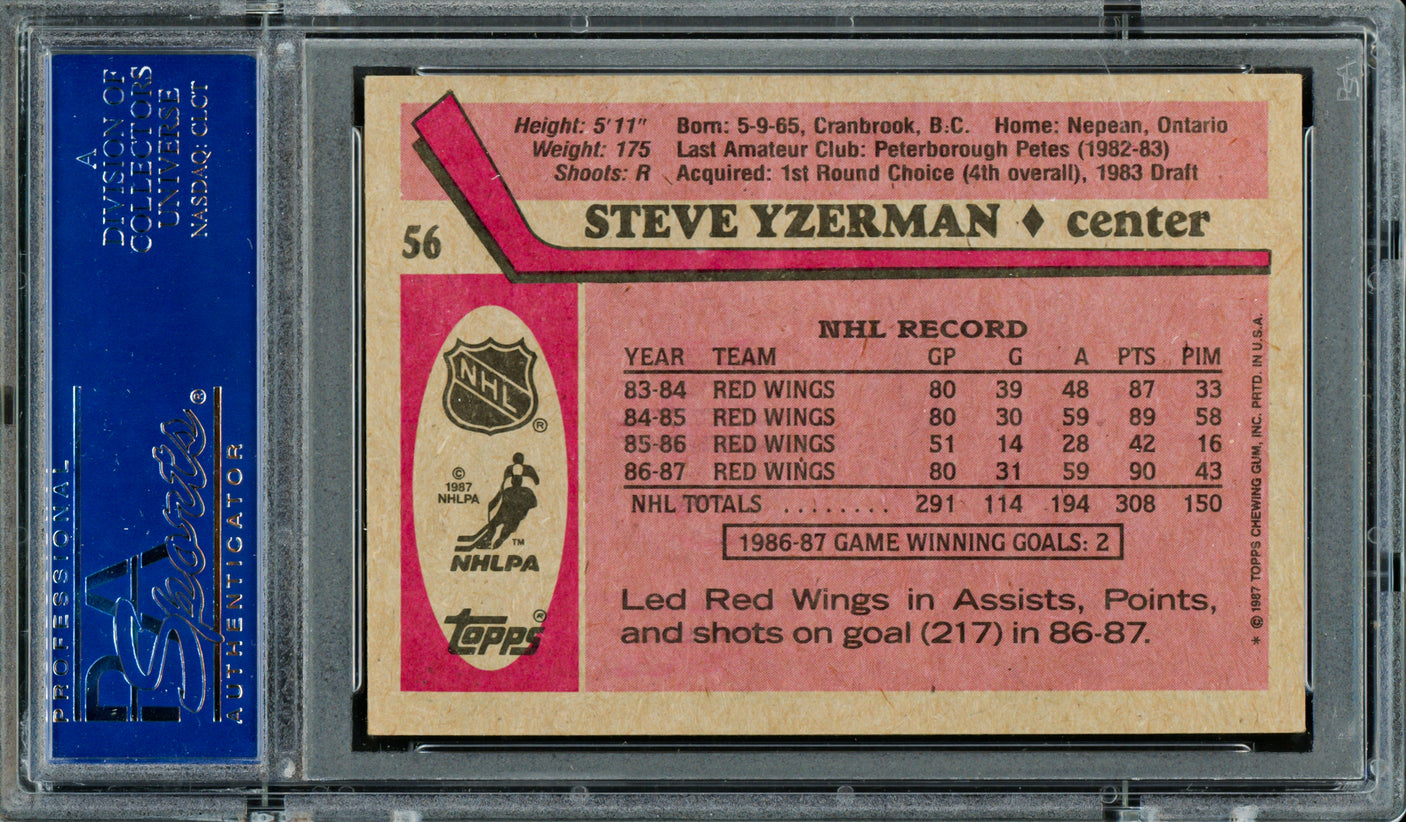 A
DIVISION OF
COLLECTORS
UNIVERSE
NASDAQ: CLCT
PROFESSIONAL
PSA
Sports®
AUTHENTICATOR
PSA
Height: 5'11" Born: 5-9-65, Cranbrook, B.C. Home: Nepean, Ontario
Weight: 175 Last Amateur Club: Peterborough Petes (1982-83)
Shoots: R Acquired: 1st Round Choice (4th overall), 1983 Draft
56
STEVE YZERMAN ♦ center
NHL®
© 1987
NHLPA
™
NHLPA
topps®
NHL RECORD
YEAR TEAM GP G A PTS PIM
83-84 RED WINGS 80 39 48 87 33
84-85 RED WINGS 80 30 59 89 58
85-86 RED WINGS 51 14 28 42 16
86-87 RED WINGS 80 31 59 90 43
NHL TOTALS ........ 291 114 194 308 150
1986-87 GAME WINNING GOALS: 2
Led Red Wings in Assists, Points,
and shots on goal (217) in 86-87.
* © 1987 TOPPS CHEWING GUM, INC. PRTD. IN U.S.A.